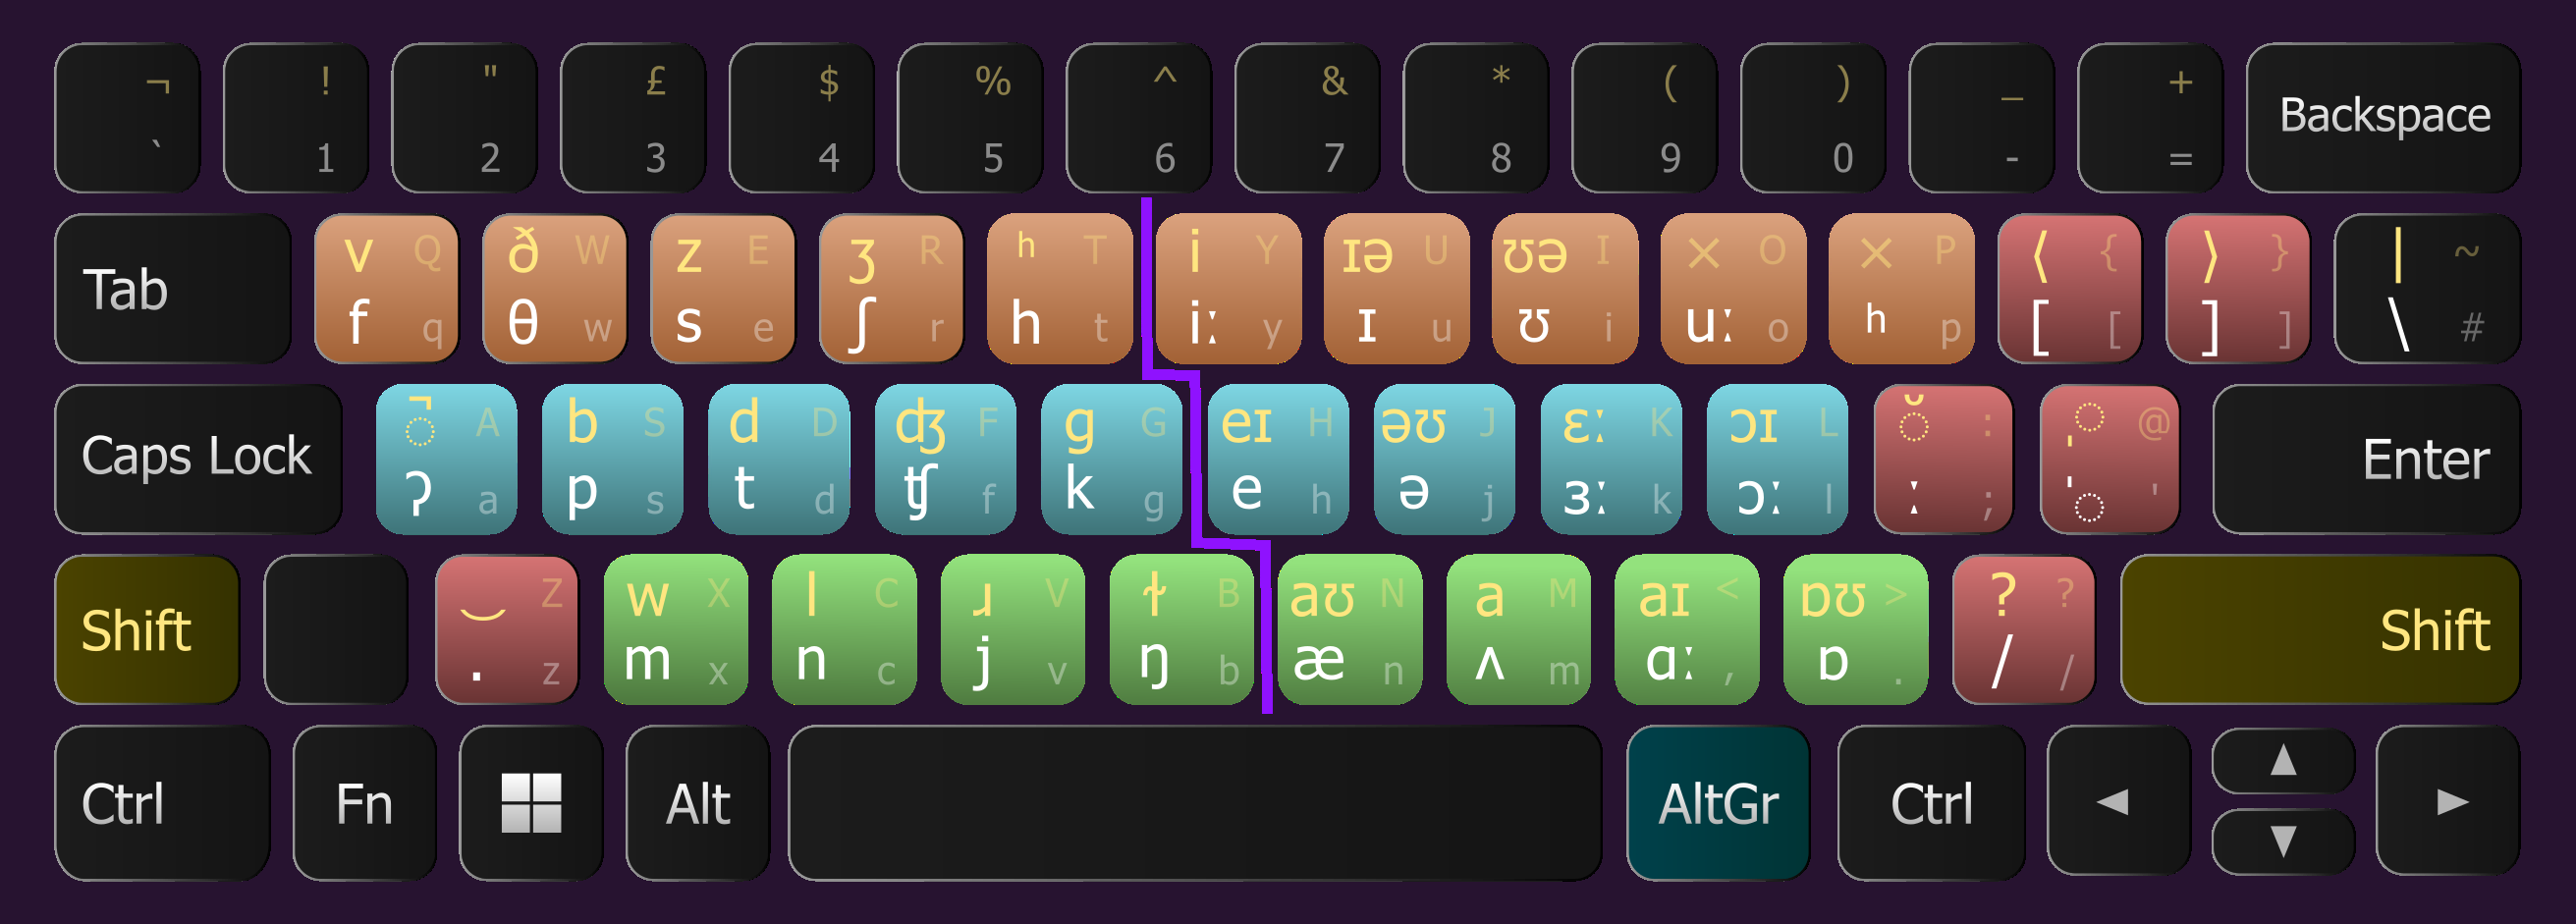 ¬ ! " £ $ % ^ & * ( ) _ +
` 1 2 3 4 5 6 7 8 9 0 - = Backspace
v Q ð W z E ʒ R ʰ T i Y ɪə U ʊə I × O × P ⟨ { ⟩ } | ~
Tab f q θ w s e ʃ r h t iː y ɪ u ʊ i uː o ʰ p [ [ ] ] \ #
◌̚ A b S d D ʤ F ɡ G eɪ H əʊ J ɛː K ɔɪ L ◌̆ : ˌ◌ @
Caps Lock ʔ a p s t d ʧ f k g e h ə j ɜː k ɔː l ː ; ˈ◌ ' Enter
‿ Z w X l C ɹ V ɫ B aʊ N a M aɪ < ɒʊ > ? ?
Shift . z m x n c j v ŋ b æ n ʌ m ɑː , ɒ . / / Shift
Ctrl Fn Alt AltGr Ctrl ◄ ▲ ▼ ►